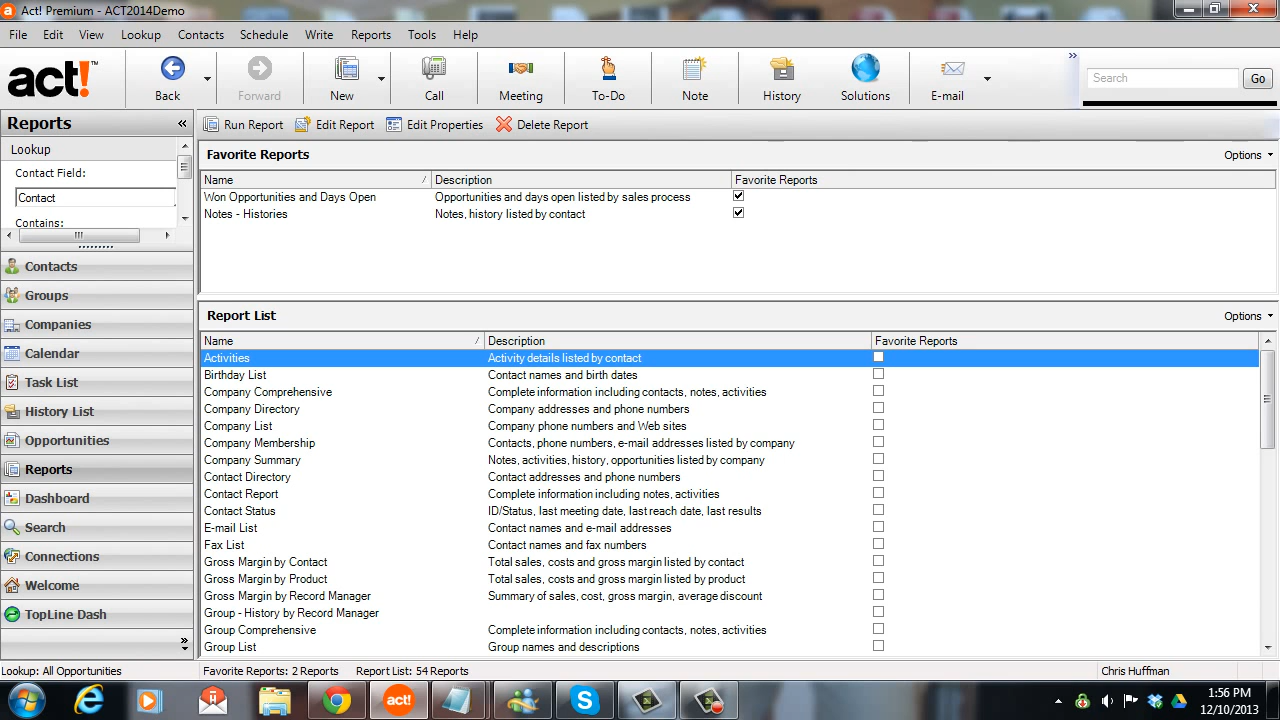 Act! Premium - ACT2014Demo
File Edit View Lookup Contacts Schedule Write Reports Tools Help
act! Back Forward New Call Meeting To-Do Note History Solutions E-mail » Search Go
Reports «
Run Report Edit Report Edit Properties Delete Report
Lookup
Contact Field:
Contact
Contains:
Contacts
Groups
Companies
Calendar
Task List
History List
Opportunities
Reports
Dashboard
Search
Connections
Welcome
TopLine Dash
»
Favorite Reports Options
Name Description Favorite Reports
Won Opportunities and Days Open Opportunities and days open listed by sales process
Notes - Histories Notes, history listed by contact
Report List Options
Name Description Favorite Reports
Activities Activity details listed by contact
Birthday List Contact names and birth dates
Company Comprehensive Complete information including contacts, notes, activities
Company Directory Company addresses and phone numbers
Company List Company phone numbers and Web sites
Company Membership Contacts, phone numbers, e-mail addresses listed by company
Company Summary Notes, activities, history, opportunities listed by company
Contact Directory Contact addresses and phone numbers
Contact Report Complete information including notes, activities
Contact Status ID/Status, last meeting date, last reach date, last results
E-mail List Contact names and e-mail addresses
Fax List Contact names and fax numbers
Gross Margin by Contact Total sales, costs and gross margin listed by contact
Gross Margin by Product Total sales, costs and gross margin listed by product
Gross Margin by Record Manager Summary of sales, cost, gross margin, average discount
Group - History by Record Manager
Group Comprehensive Complete information including contacts, notes, activities
Group List Group names and descriptions
Lookup: All Opportunities Favorite Reports: 2 Reports Report List: 54 Reports Chris Huffman
act!
1:56 PM
12/10/2013